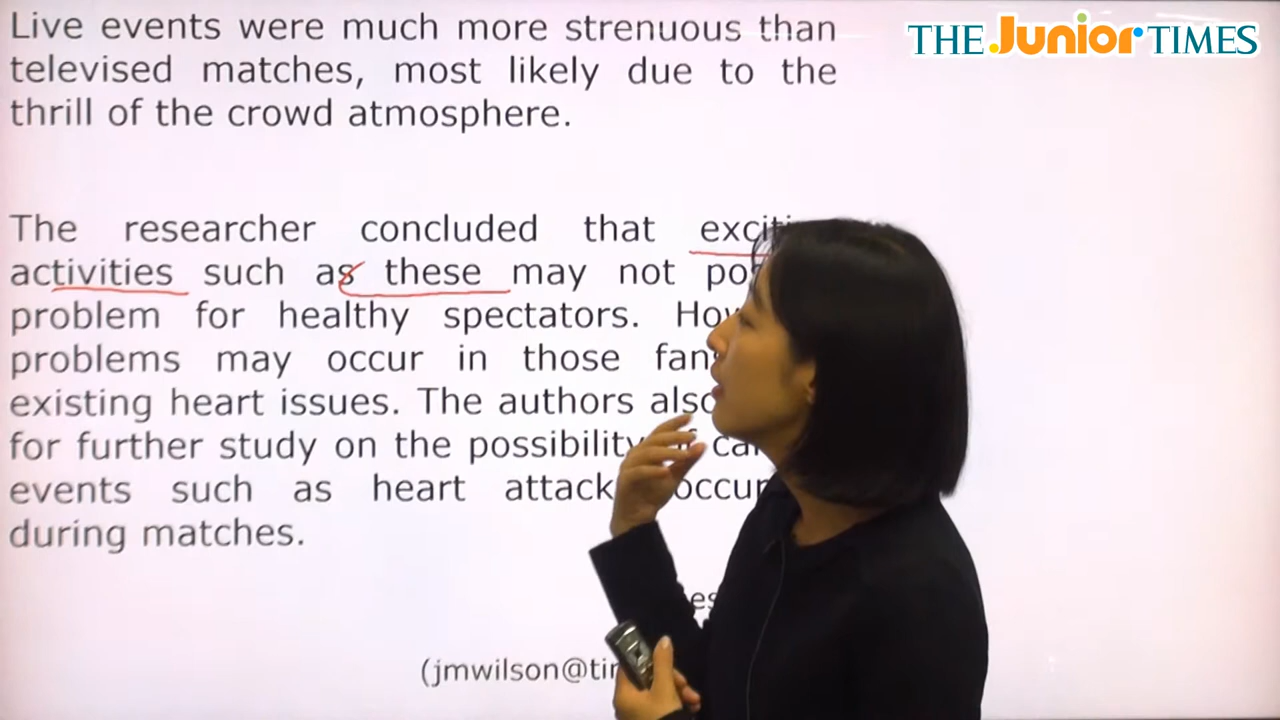 THE Junior TIMES
Live events were much more strenuous than
televised matches, most likely due to the
thrill of the crowd atmosphere.
The researcher concluded that
activities such as these may not
problem for healthy spectators.
problems may occur in those
existing heart issues. The authors also
for further study on the possibility
events such as heart
during matches.